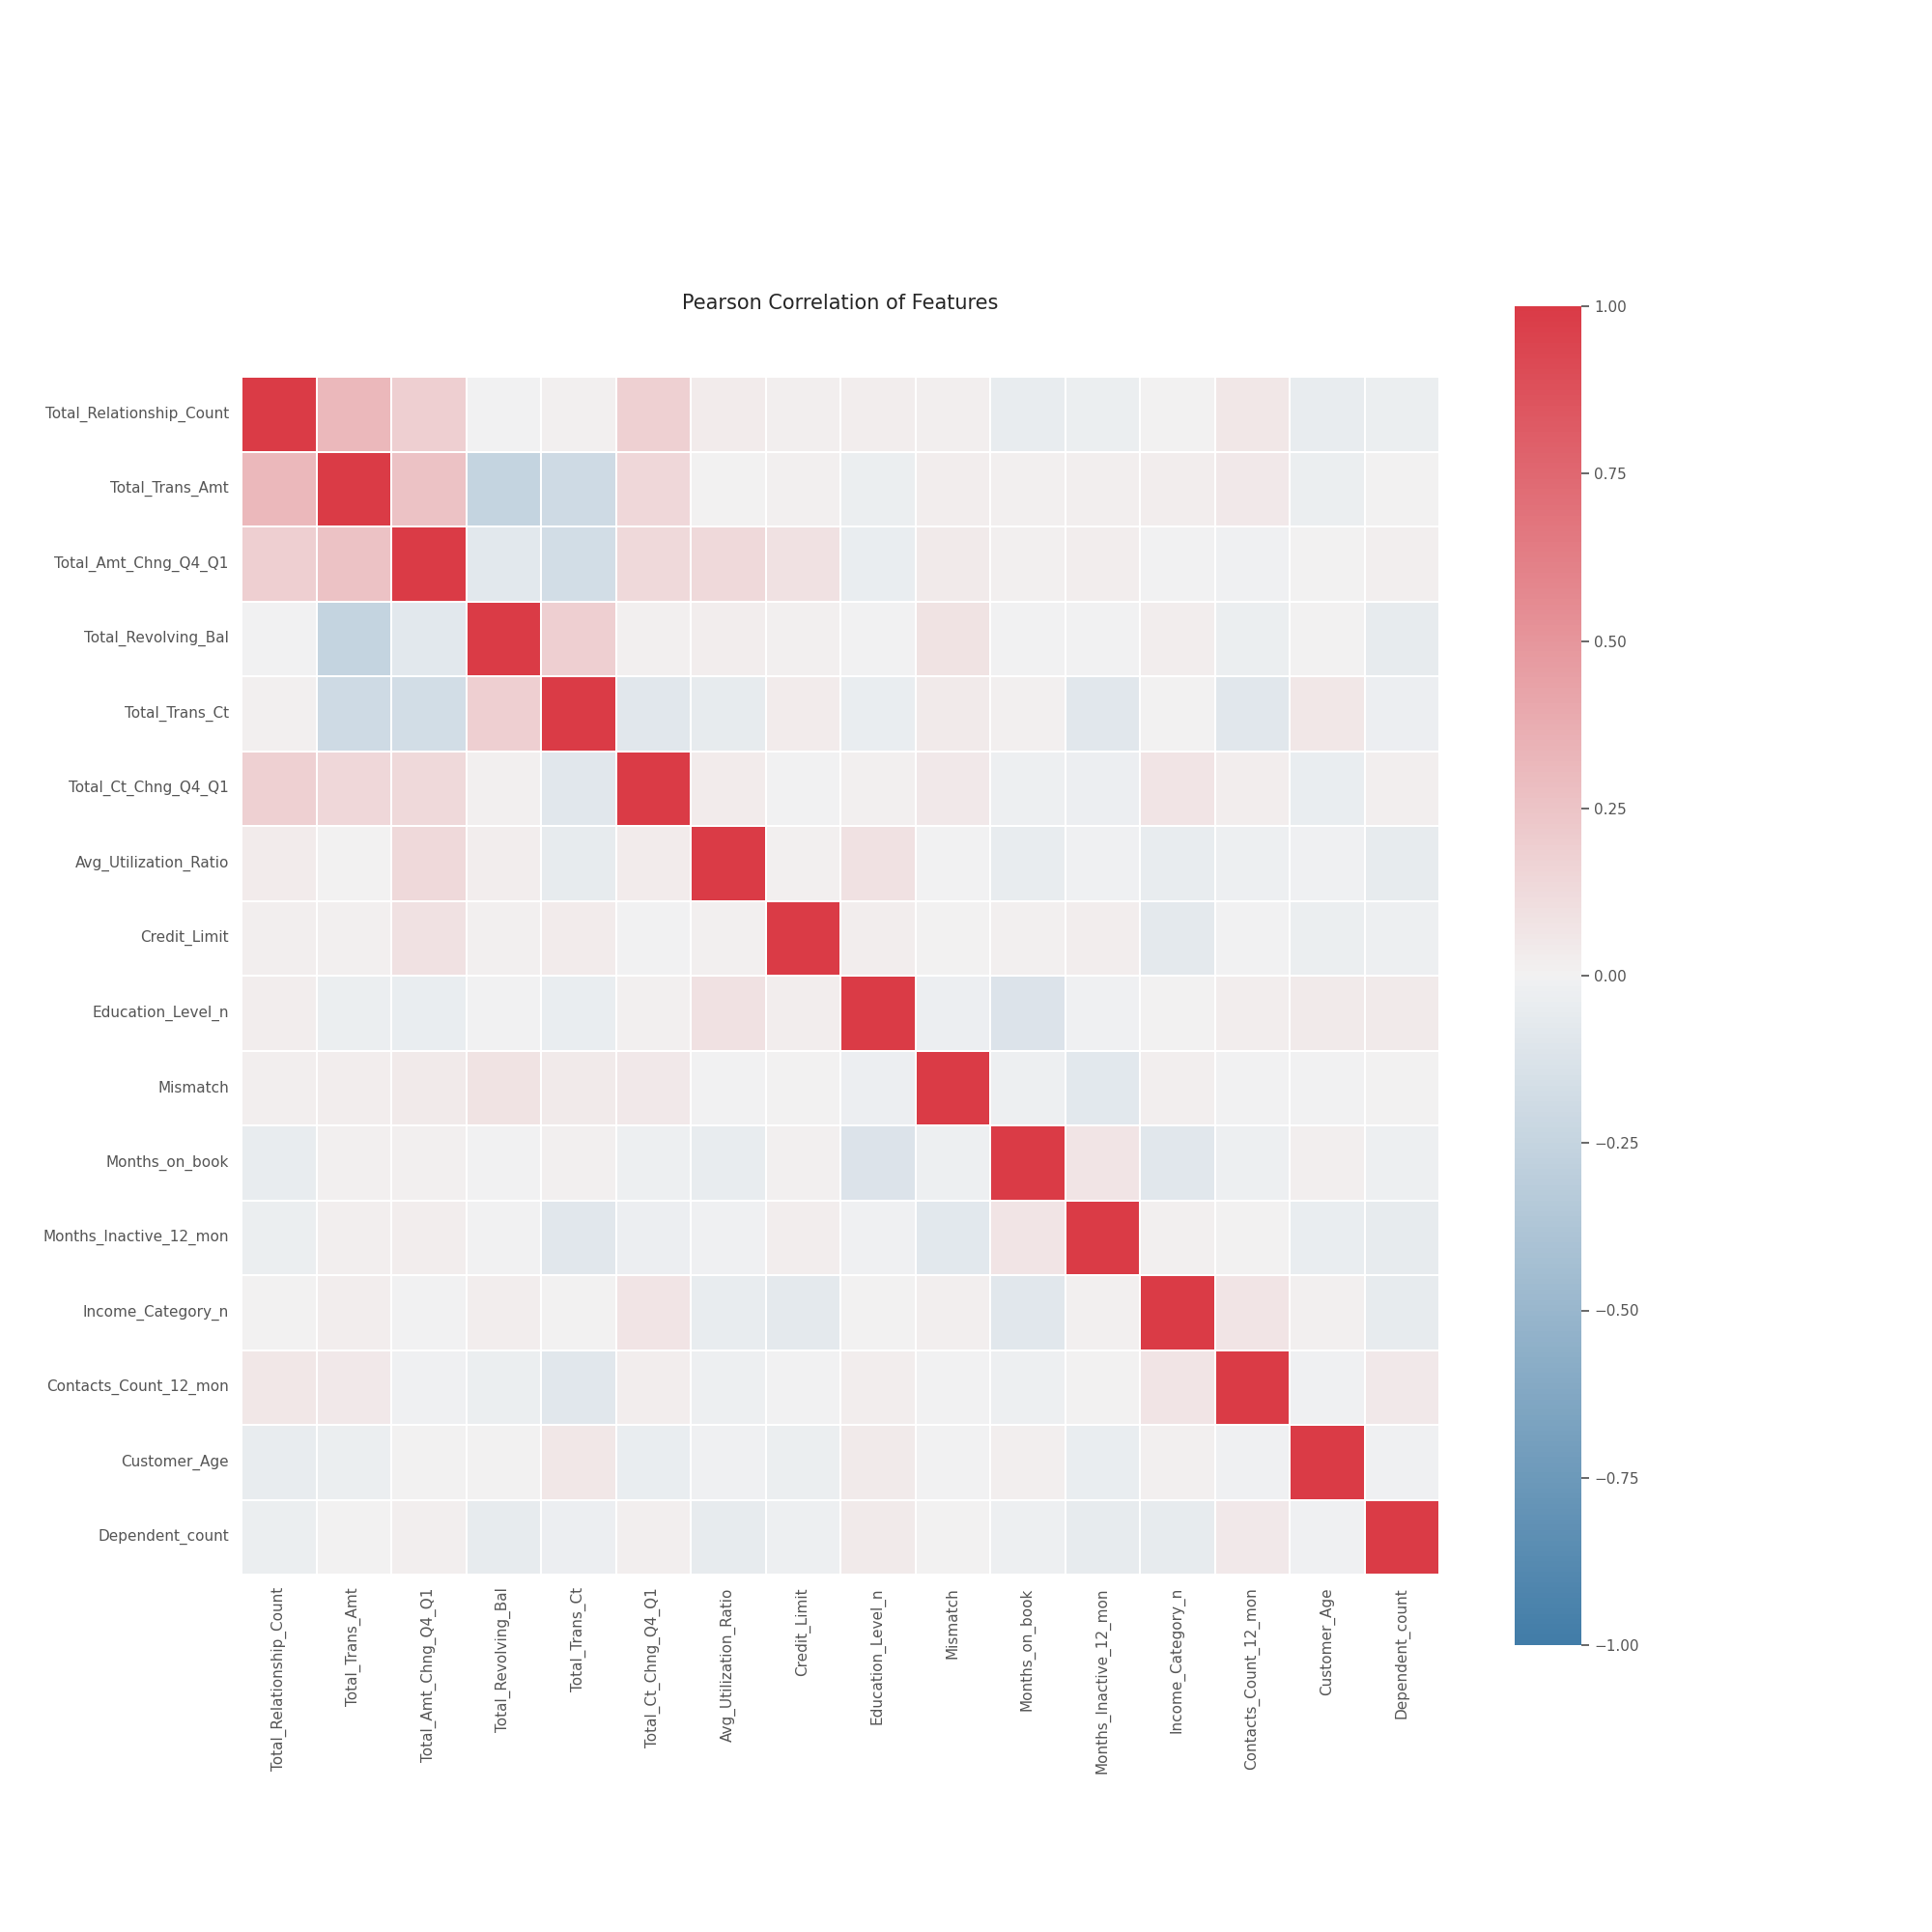 Pearson Correlation of Features
Total_Relationship_Count
Total_Trans_Amt
Total_Amt_Chng_Q4_Q1
Total_Revolving_Bal
Total_Trans_Ct
Total_Ct_Chng_Q4_Q1
Avg_Utilization_Ratio
Credit_Limit
Education_Level_n
Mismatch
Months_on_book
Months_Inactive_12_mon
Income_Category_n
Contacts_Count_12_mon
Customer_Age
Dependent_count
Total_Relationship_Count
Total_Trans_Amt
Total_Amt_Chng_Q4_Q1
Total_Revolving_Bal
Total_Trans_Ct
Total_Ct_Chng_Q4_Q1
Avg_Utilization_Ratio
Credit_Limit
Education_Level_n
Mismatch
Months_on_book
Months_Inactive_12_mon
Income_Category_n
Contacts_Count_12_mon
Customer_Age
Dependent_count
1.00
0.75
0.50
0.25
0.00
−0.25
−0.50
−0.75
−1.00